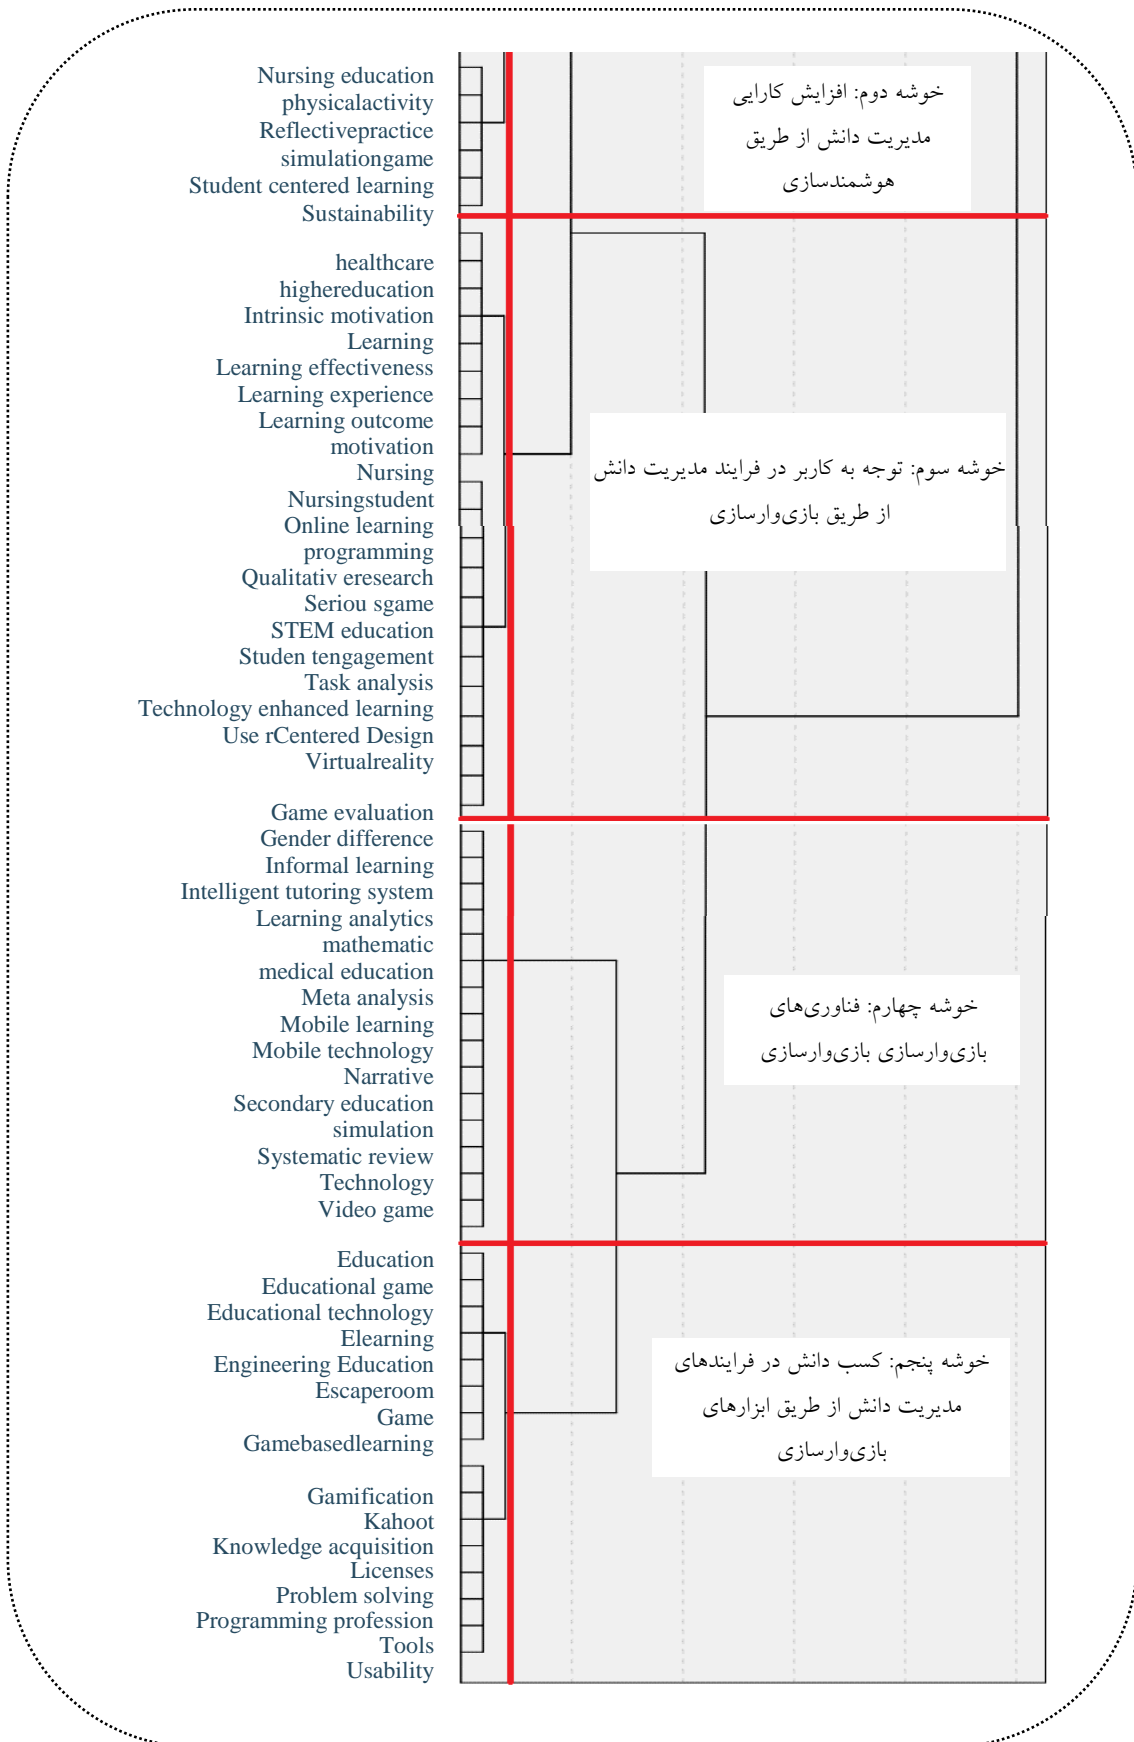 Nursing education
physicalactivity
Reflectivepractice
simulationgame
Student centered learning
Sustainability
خوشه دوم: افزایش کارایی
مدیریت دانش از طریق
هوشمندسازی
healthcare
highereducation
Intrinsic motivation
Learning
Learning effectiveness
Learning experience
Learning outcome
motivation
Nursing
Nursingstudent
Online learning
programming
Qualitativ eresearch
Seriou sgame
STEM education
Studen tengagement
Task analysis
Technology enhanced learning
Use rCentered Design
Virtualreality
خوشه سوم: توجه به کاربر در فرایند مدیریت دانش
از طریق بازی‌وارسازی
Game evaluation
Gender difference
Informal learning
Intelligent tutoring system
Learning analytics
mathematic
medical education
Meta analysis
Mobile learning
Mobile technology
Narrative
Secondary education
simulation
Systematic review
Technology
Video game
خوشه چهارم: فناوری‌های
بازی‌وارسازی بازی‌وارسازی
Education
Educational game
Educational technology
Elearning
Engineering Education
Escaperoom
Game
Gamebasedlearning
Gamification
Kahoot
Knowledge acquisition
Licenses
Problem solving
Programming profession
Tools
Usability
خوشه پنجم: کسب دانش در فرایندهای
مدیریت دانش از طریق ابزارهای
بازی‌وارسازی